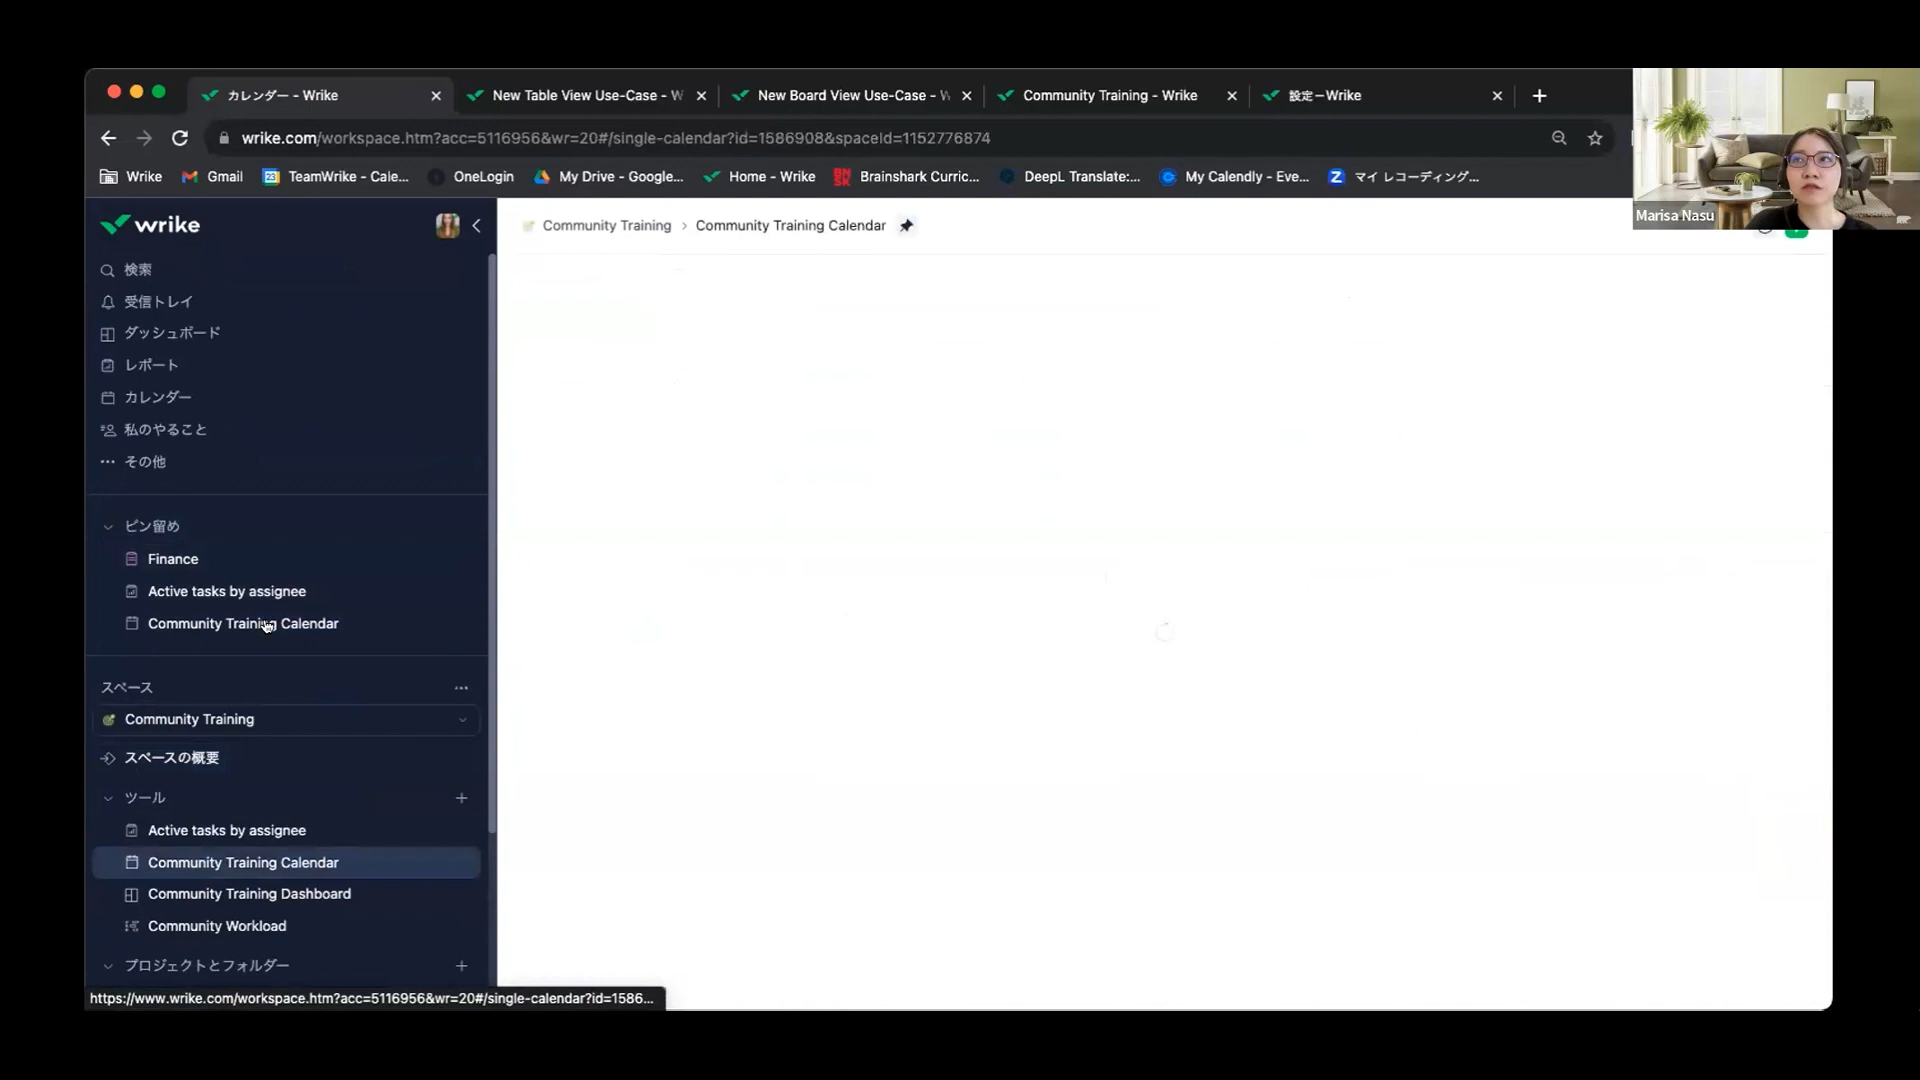 カレンダー - Wrike
New Table View Use-Case - W
New Board View Use-Case - W
Community Training - Wrike
設定－Wrike
wrike.com/workspace.htm?acc=5116956&wr=20#/single-calendar?id=1586908&spaceId=1152776874
Wrike
Gmail
TeamWrike - Cale...
OneLogin
My Drive - Google...
Home - Wrike
Brainshark Curric...
DeepL Translate:...
My Calendly - Eve...
マイ レコーディング...
Marisa Nasu
wrike
Community Training > Community Training Calendar
検索
受信トレイ
ダッシュボード
レポート
カレンダー
私のやること
その他
ピン留め
Finance
Active tasks by assignee
Community Training Calendar
スペース
Community Training
スペースの概要
ツール
Active tasks by assignee
Community Training Calendar
Community Training Dashboard
Community Workload
プロジェクトとフォルダー
https://www.wrike.com/workspace.htm?acc=5116956&wr=20#/single-calendar?id=1586...